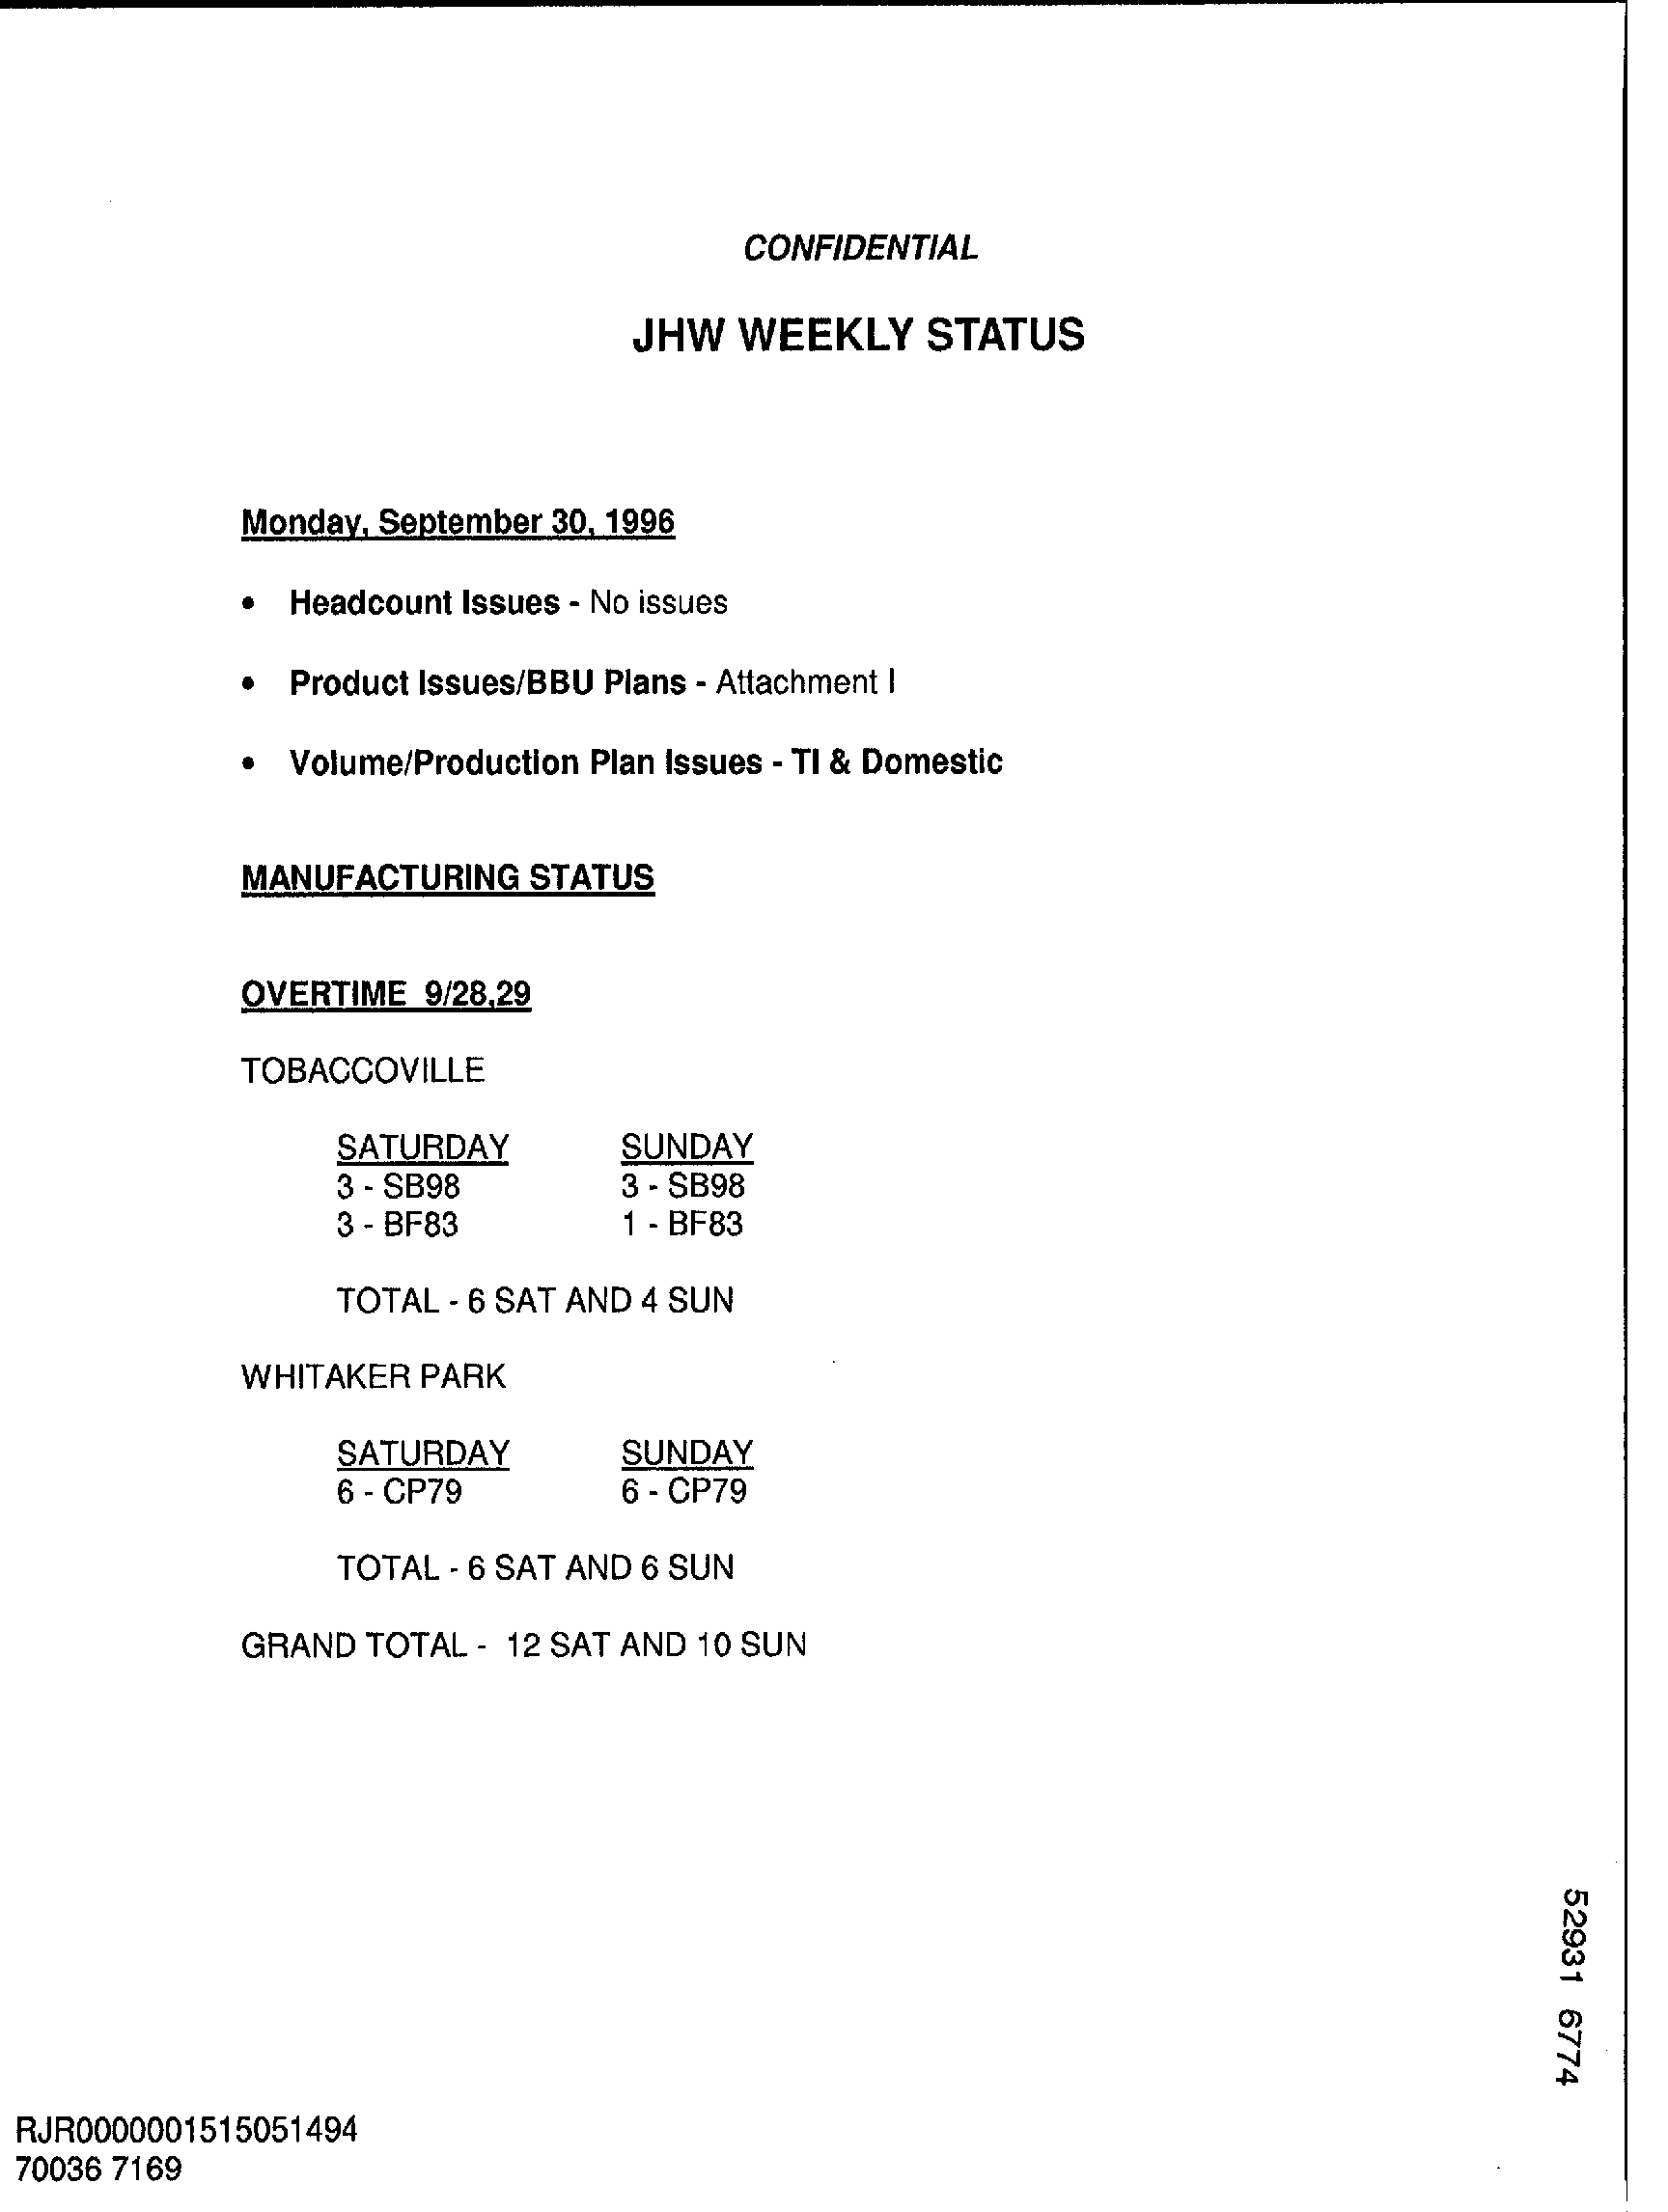 CONFIDENTIAL
JHW WEEKLY STATUS
Monday, September 30, 1996
• Headcount Issues - No issues
• Product Issues/BBU Plans - Attachment I
• Volume/Production Plan Issues - TI & Domestic
MANUFACTURING STATUS
OVERTIME 9/28,29
TOBACCOVILLE
SATURDAY SUNDAY
3 - SB98 3 - SB98
3 - BF83 1 - BF83
TOTAL - 6 SAT AND 4 SUN
WHITAKER PARK
SATURDAY SUNDAY
6 - CP79 6 - CP79
TOTAL - 6 SAT AND 6 SUN
GRAND TOTAL - 12 SAT AND 10 SUN
52931 6774
RJR0000001515051494
70036 7169